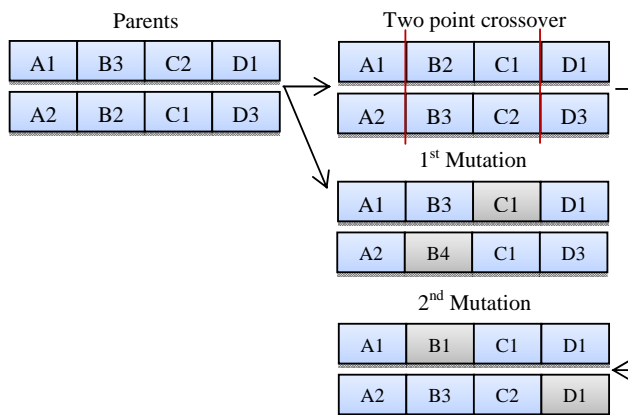 Parents
A1 B3 C2 D1
A2 B2 C1 D3
Two point crossover
A1 B2 C1 D1
A2 B3 C2 D3
1st Mutation
A1 B3 C1 D1
A2 B4 C1 D3
2nd Mutation
A1 B1 C1 D1
A2 B3 C2 D1